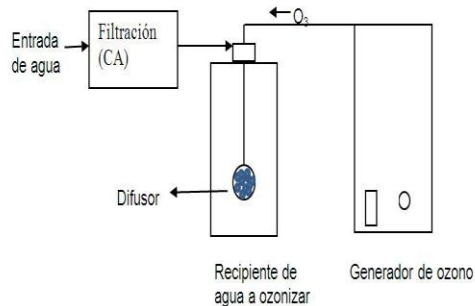 O₃
Entrada
de agua
Filtración
(CA)
Difusor
Recipiente de
agua a ozonizar
Generador de ozono